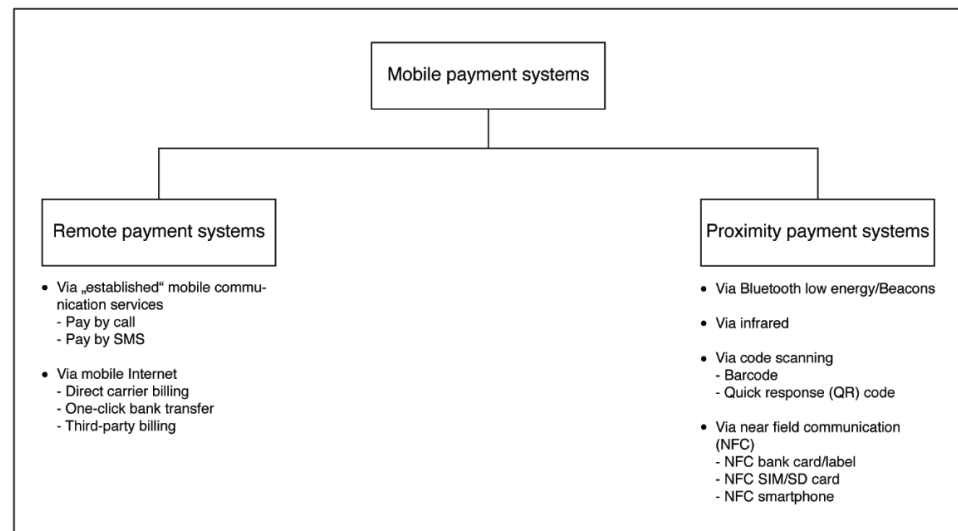 Mobile payment systems
Remote payment systems
• Via „established“ mobile commu-
nication services
- Pay by call
- Pay by SMS
• Via mobile Internet
- Direct carrier billing
- One-click bank transfer
- Third-party billing
Proximity payment systems
• Via Bluetooth low energy/Beacons
• Via infrared
• Via code scanning
- Barcode
- Quick response (QR) code
• Via near field communication
(NFC)
- NFC bank card/label
- NFC SIM/SD card
- NFC smartphone